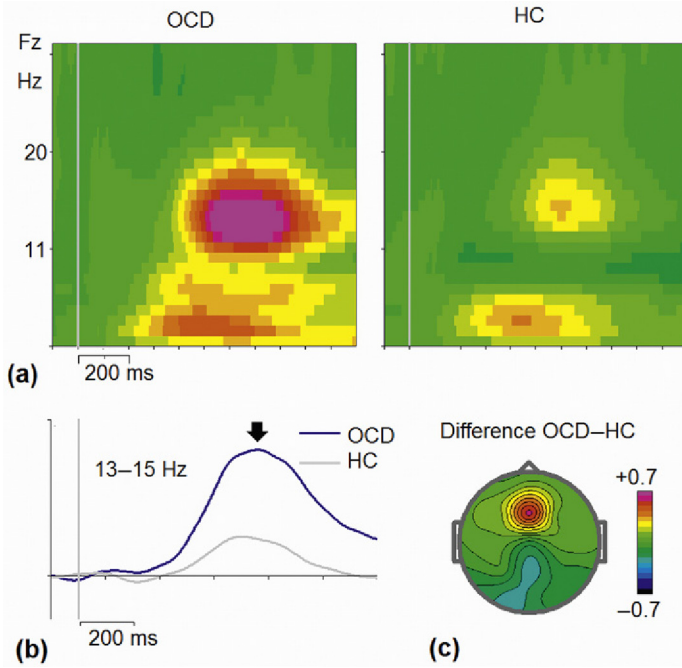 OCD
HC
Fz
Hz
20
11
(a)
200 ms
13–15 Hz
OCD
HC
200 ms
(b)
Difference OCD–HC
+0.7
–0.7
(c)